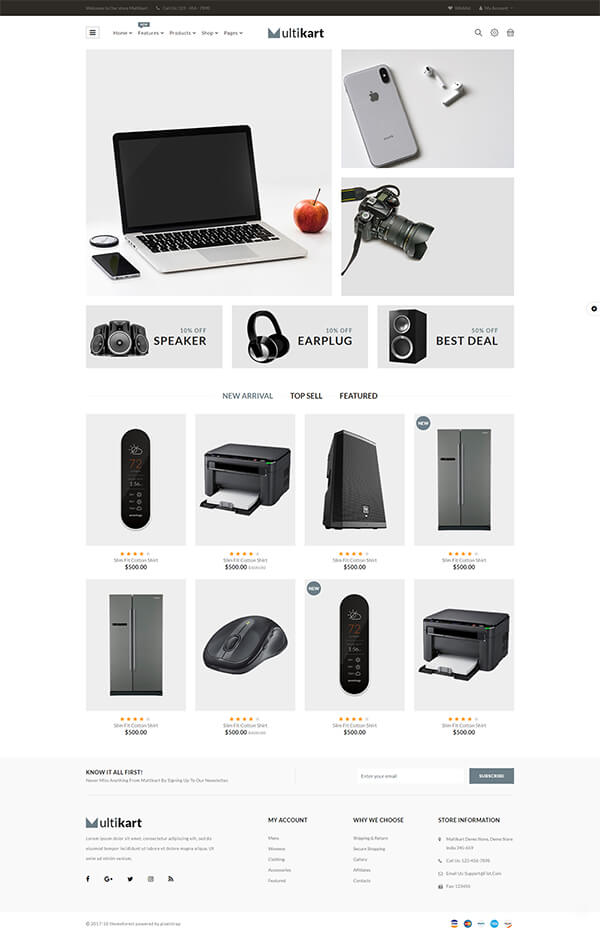 Welcome to Our store Multikart
Call Us: 123 - 456 - 7890
Wishlist
My Account
NEW
Home
Features
Products
Shop
Pages
ultikart
10% OFF
SPEAKER
10% OFF
EARPLUG
50% OFF
BEST DEAL
NEW ARRIVAL
TOP SELL
FEATURED
NEW
Slim Fit Cotton Shirt
$500.00
Slim Fit Cotton Shirt
$500.00 $600.00
Slim Fit Cotton Shirt
$500.00
Slim Fit Cotton Shirt
$500.00
NEW
Slim Fit Cotton Shirt
$500.00
Slim Fit Cotton Shirt
$500.00 $600.00
Slim Fit Cotton Shirt
$500.00
Slim Fit Cotton Shirt
$500.00
KNOW IT ALL FIRST!
Never Miss Anything From Multikart By Signing Up To Our Newsletter.
Enter your email
SUBSCRIBE
ultikart
Lorem ipsum dolor sit amet, consectetur adipiscing elit, sed do eiusmod tempor incididunt ut labore et dolore magna aliqua. Ut enim ad minim veniam,
MY ACCOUNT
Mens
Womens
Clothing
Accessories
Featured
WHY WE CHOOSE
Shipping & Return
Secure Shopping
Gallary
Affiliates
Contacts
STORE INFORMATION
Multikart Demo Store, Demo Store
India 345-659
Call Us: 123-456-7898
Email Us: Support@Fiot.Com
Fax: 123456
© 2017-18 themeforest powered by pixelstrap